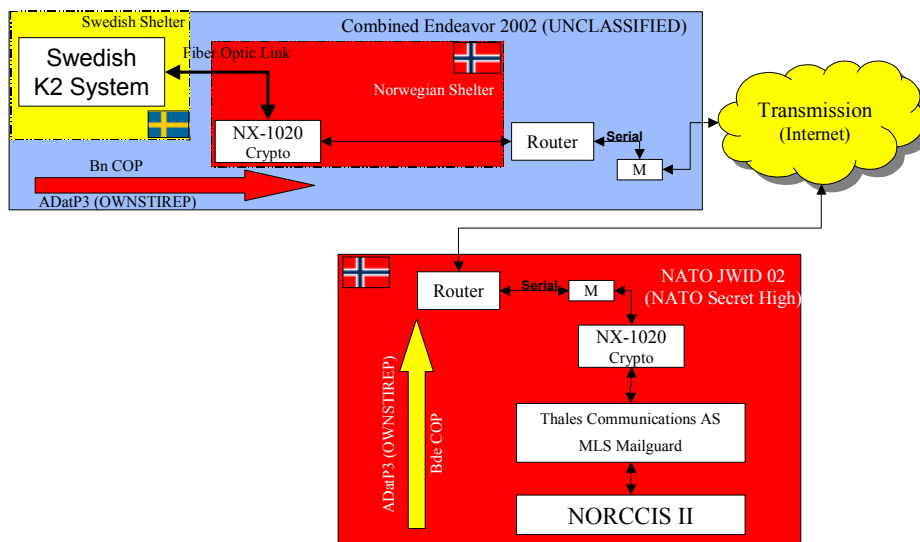 Swedish Shelter
Combined Endeavor 2002 (UNCLASSIFIED)
Swedish
K2 System
Fiber Optic Link
Norwegian Shelter
NX-1020
Crypto
Router
Serial
M
Transmission
(Internet)
Bn COP
ADatP3 (OWNSTIREP)
NATO JWID 02
(NATO Secret High)
Router
Serial
M
NX-1020
Crypto
ADatP3 (OWNSTIREP)
Bde COP
Thales Communications AS
MLS Mailguard
NORCCIS II